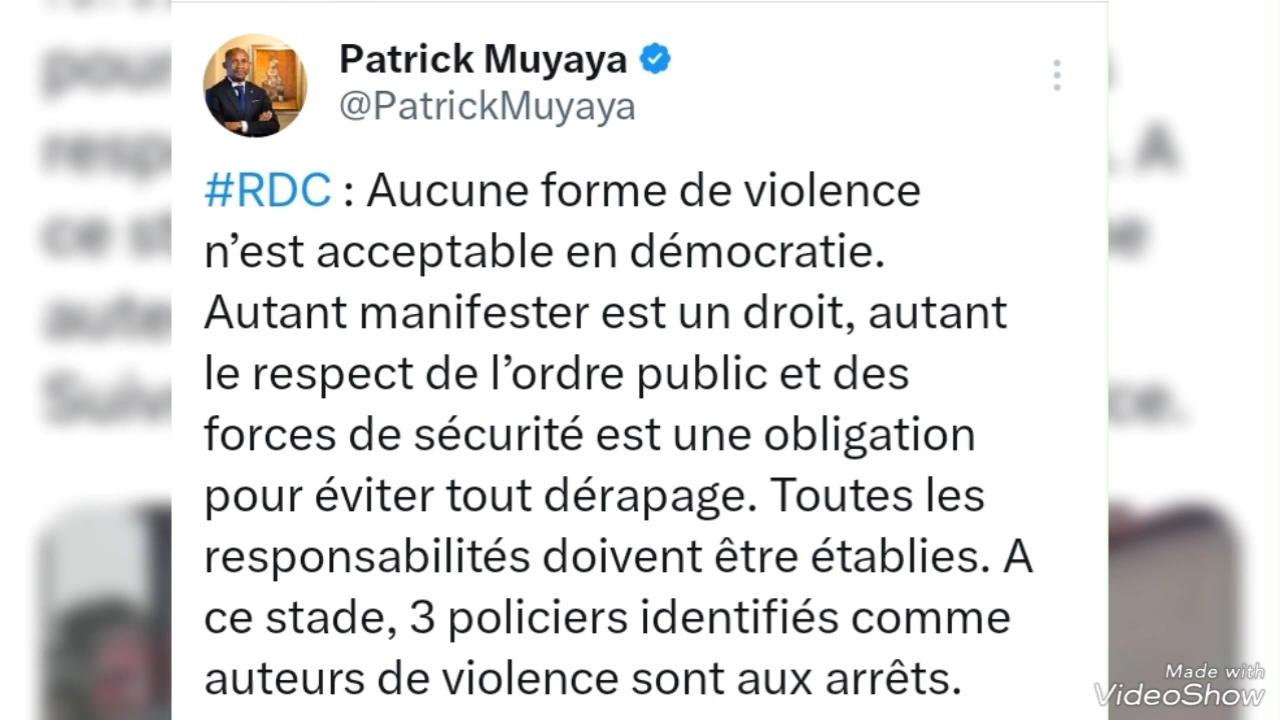 Patrick Muyaya
@PatrickMuyaya
#RDC : Aucune forme de violence
n’est acceptable en démocratie.
Autant manifester est un droit, autant
le respect de l’ordre public et des
forces de sécurité est une obligation
pour éviter tout dérapage. Toutes les
responsabilités doivent être établies. A
ce stade, 3 policiers identifiés comme
auteurs de violence sont aux arrêts.
Made with
VideoShow